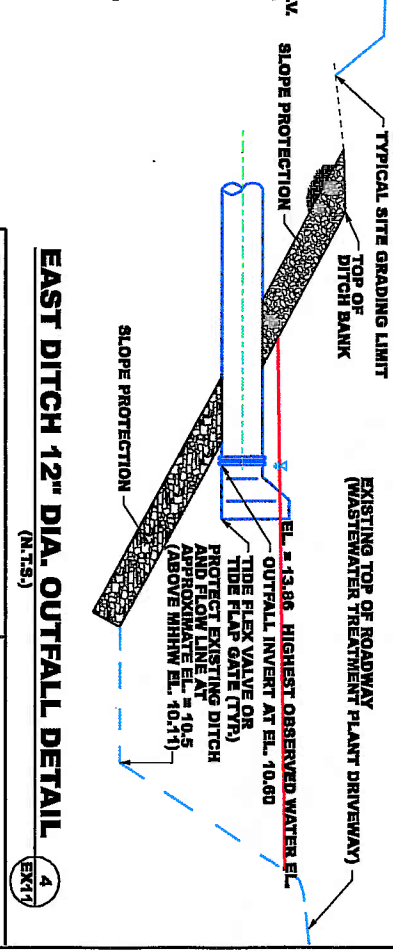 V.
TYPICAL SITE GRADING LIMIT
SLOPE PROTECTION
TOP OF
DITCH BANK
EXISTING TOP OF ROADWAY
(WASTEWATER TREATMENT PLANT DRIVEWAY)
EL. = 13.86 HIGHEST OBSERVED WATER EL.
OUTFALL INVERT AT EL. 10.60
TIDE FLEX VALVE OR
TIDE FLAP GATE (TYP.)
PROTECT EXISTING DITCH
AND FLOW LINE AT
APPROXIMATE EL. = 10.5
(ABOVE MHHW EL. 10.11)
SLOPE PROTECTION
EAST DITCH 12" DIA. OUTFALL DETAIL
(N.T.S.)
4
EX11